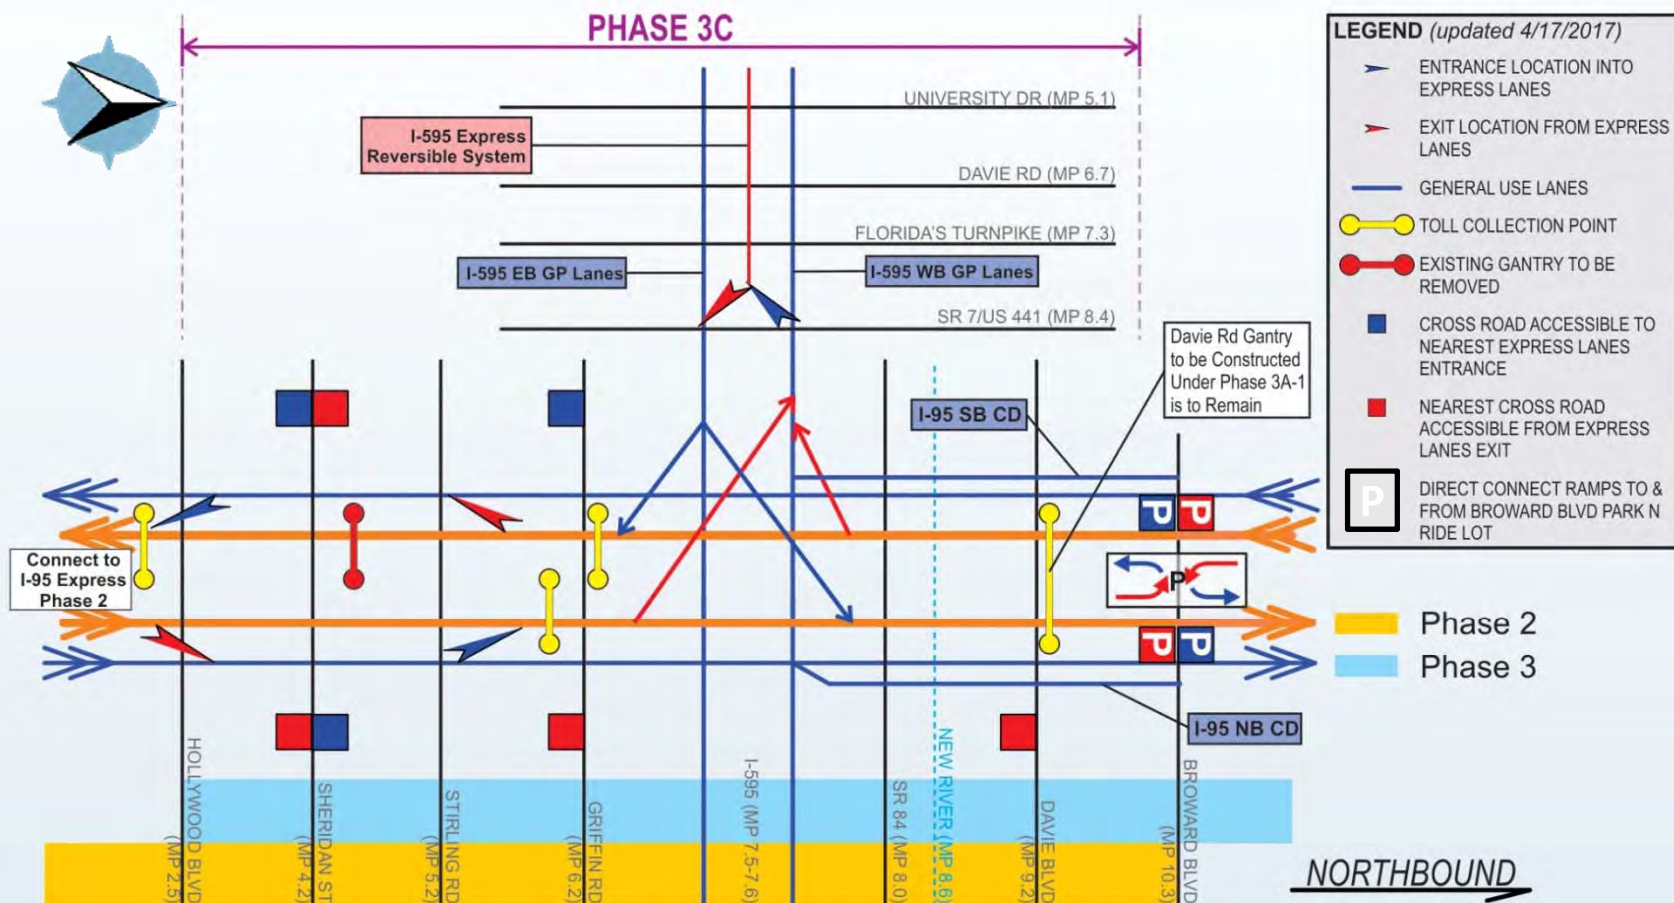 PHASE 3C
LEGEND (updated 4/17/2017)
ENTRANCE LOCATION INTO
EXPRESS LANES
EXIT LOCATION FROM EXPRESS
LANES
GENERAL USE LANES
TOLL COLLECTION POINT
EXISTING GANTRY TO BE
REMOVED
CROSS ROAD ACCESSIBLE TO
NEAREST EXPRESS LANES
ENTRANCE
NEAREST CROSS ROAD
ACCESSIBLE FROM EXPRESS
LANES EXIT
P
DIRECT CONNECT RAMPS TO &
FROM BROWARD BLVD PARK N
RIDE LOT
UNIVERSITY DR (MP 5.1)
I-595 Express
Reversible System
DAVIE RD (MP 6.7)
FLORIDA'S TURNPIKE (MP 7.3)
I-595 EB GP Lanes
I-595 WB GP Lanes
SR 7/US 441 (MP 8.4)
Davie Rd Gantry
to be Constructed
Under Phase 3A-1
is to Remain
I-95 SB CD
P
P
Connect to
I-95 Express
Phase 2
P
P
P
I-95 NB CD
Phase 2
Phase 3
HOLLYWOOD BLVD
(MP 2.5)
SHERIDAN ST
(MP 4.2)
STIRLING RD
(MP 5.2)
GRIFFIN RD
(MP 6.2)
I-595 (MP 7.5-7.6)
SR 84 (MP 8.0)
NEW RIVER (MP 8.6)
DAVIE BLVD
(MP 9.2)
BROWARD BLVD
(MP 10.3)
NORTHBOUND